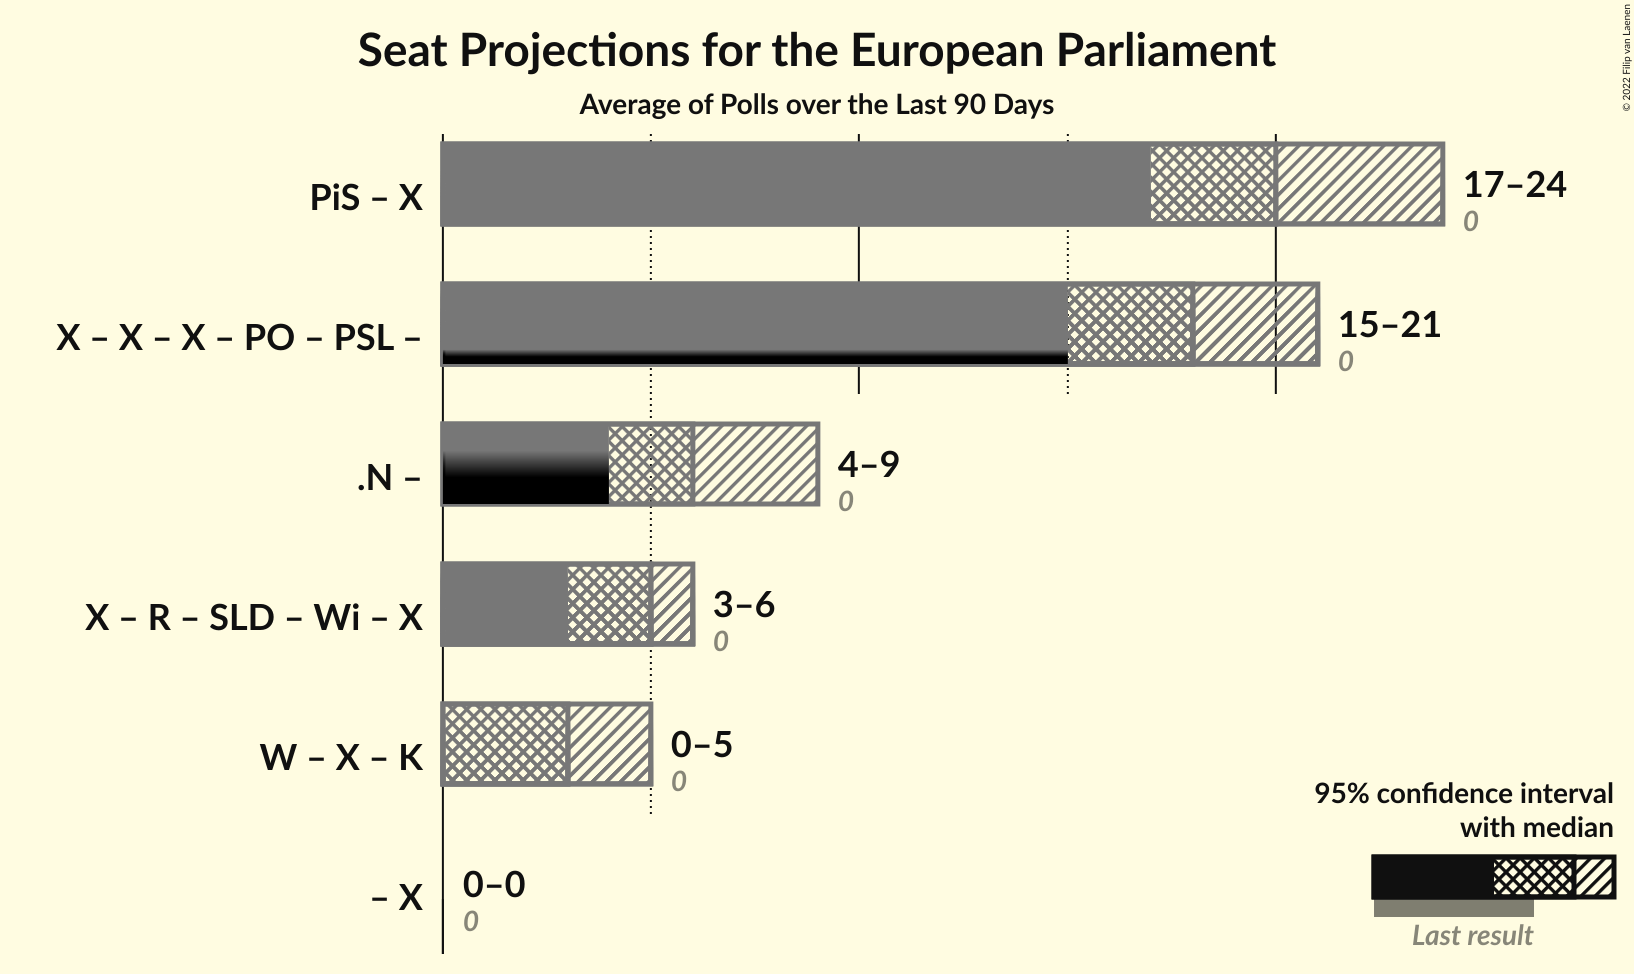 Seat Projections for the European Parliament
Average of Polls over the Last 90 Days
© 2022 Filip van Laenen
PiS – X
17–24
0
X – X – X – PO – PSL –
15–21
0
.N –
4–9
0
X – R – SLD – Wi – X
3–6
0
W – X – K
0–5
0
– X
0–0
0
95% confidence interval
with median
Last result